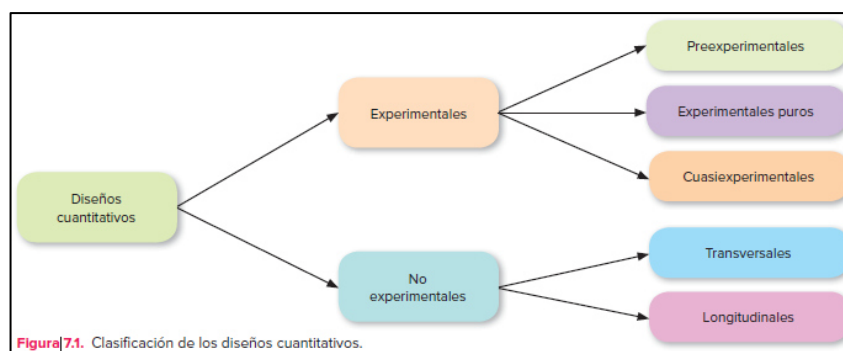 Preexperimentales
Experimentales
Experimentales puros
Cuasiexperimentales
Diseños
cuantitativos
No
experimentales
Transversales
Longitudinales
Figura 7.1. Clasificación de los diseños cuantitativos.